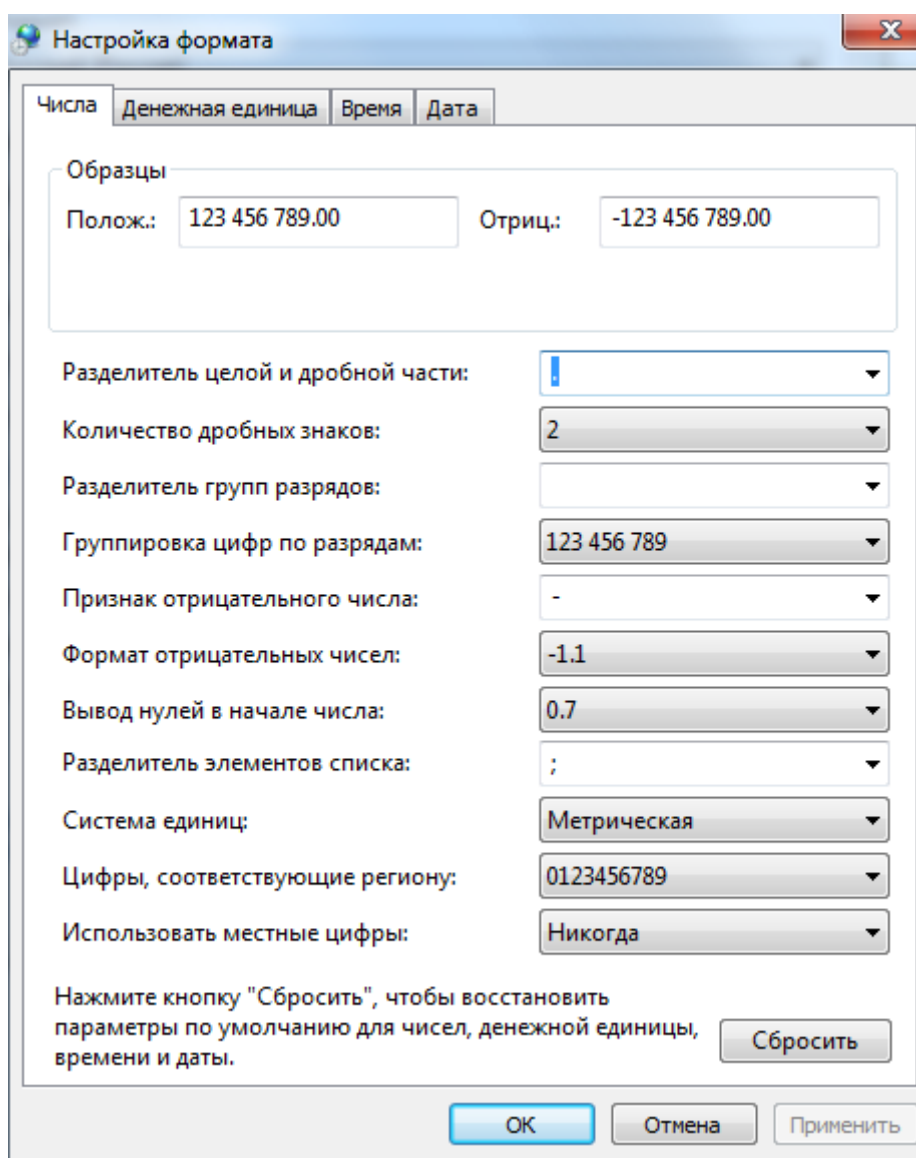 Настройка формата
Числа Денежная единица Время Дата
Образцы
Полож.: 123 456 789.00 Отриц.: -123 456 789.00
Разделитель целой и дробной части: .
Количество дробных знаков: 2
Разделитель групп разрядов:
Группировка цифр по разрядам: 123 456 789
Признак отрицательного числа: -
Формат отрицательных чисел: -1.1
Вывод нулей в начале числа: 0.7
Разделитель элементов списка: ;
Система единиц: Метрическая
Цифры, соответствующие региону: 0123456789
Использовать местные цифры: Никогда
Нажмите кнопку "Сбросить", чтобы восстановить
параметры по умолчанию для чисел, денежной единицы,
времени и даты.
Сбросить
ОК Отмена Применить